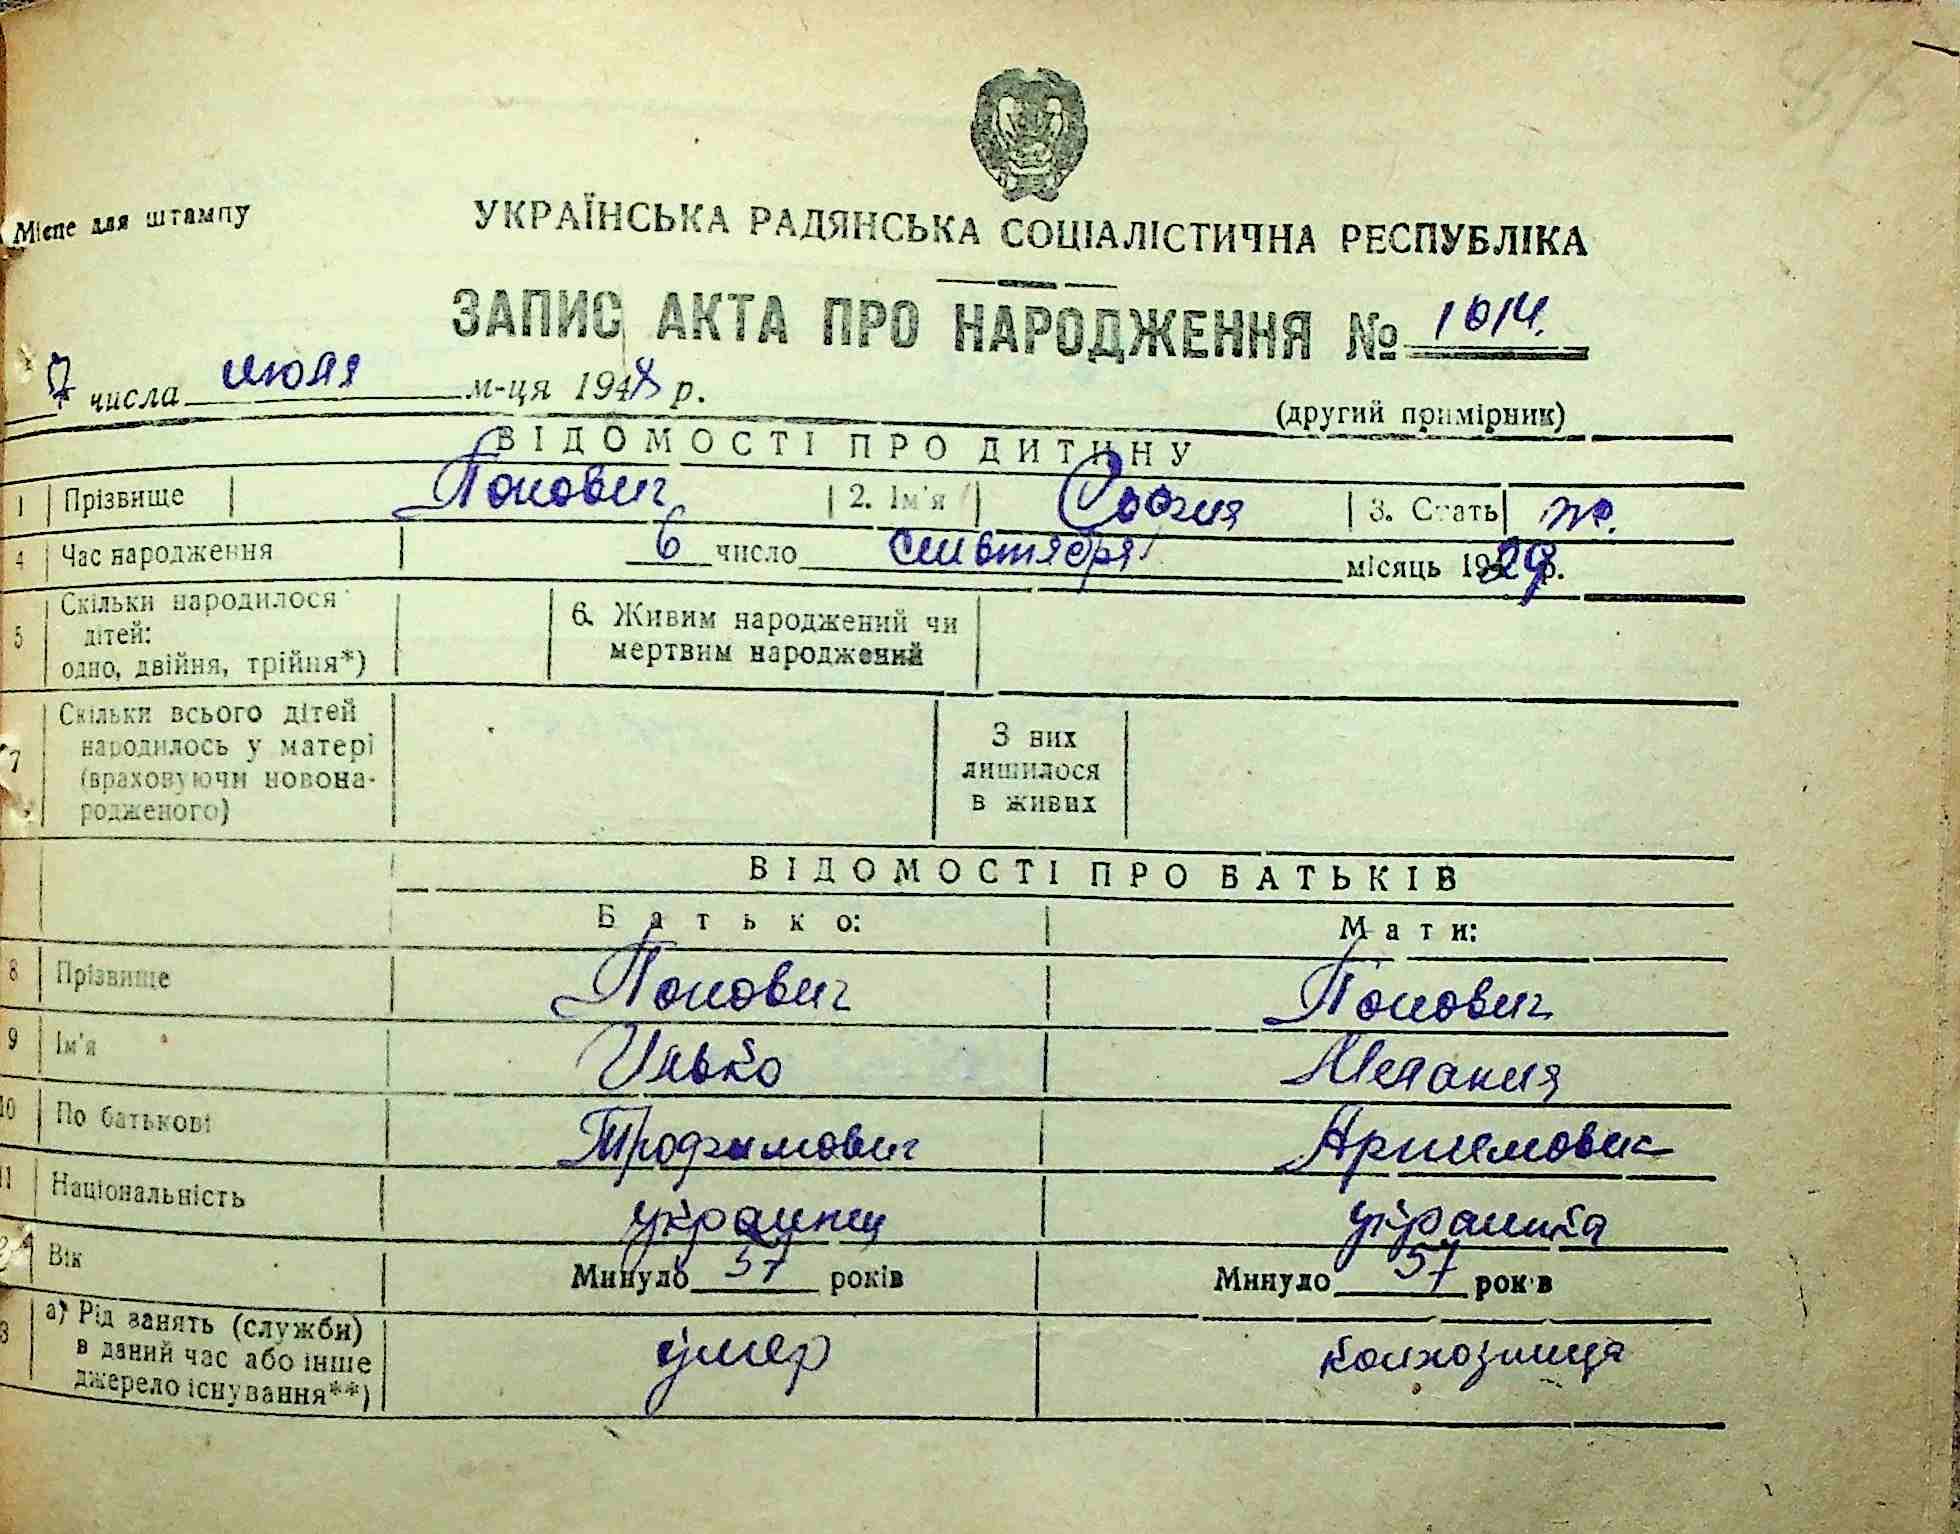 Місце для штампу
УКРАЇНСЬКА РАДЯНСЬКА СОЦІАЛІСТИЧНА РЕСПУБЛІКА
ЗАПИС АКТА ПРО НАРОДЖЕННЯ № 1014.
7 числа июля м-ця 1948 р.
(другий примірник)
ВІДОМОСТІ ПРО ДИТИНУ
1 Прізвище Попович 2. Ім'я София 3. Стать ж.
4 Час народження 6 число сентября місяць 1929 р.
5 Скільки народилося дітей: одно, двійня, трійня*) 6. Живим народжений чи мертвим народжений
7 Скільки всього дітей народилось у матері (враховуючи новона-родженого) З них лишилося в живих
ВІДОМОСТІ ПРО БАТЬКІВ
Батько: Мати:
8 Прізвище Попович Попович
9 Ім'я Илько Мелания
10 По батькові Трофимович Артемовна
11 Національність украинец украинка
Вік Минуло 57 років Минуло 57 років
а) Рід занять (служби) в даний час або інше джерело існування**) умер колхозница